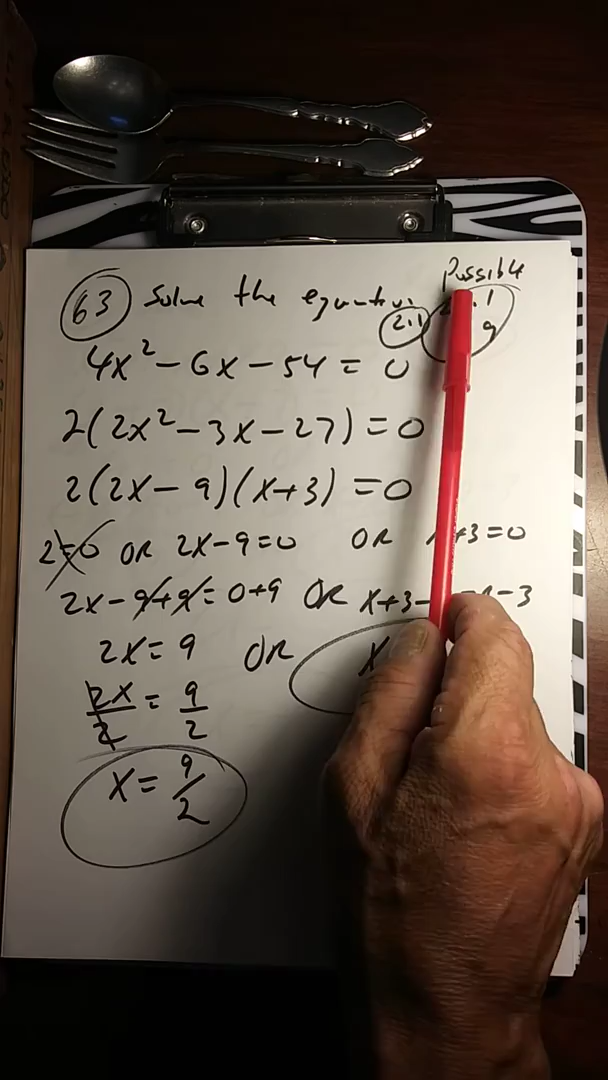 Possible
63 Solve the equation
2.1
9
4x² - 6x - 54 = 0
2(2x² - 3x - 27) = 0
2(2x - 9)(x + 3) = 0
2=0 OR 2x - 9 = 0 OR +3 = 0
2x - 9 + 9 = 0 + 9 OR x + 3 - - 3
2x = 9 OR x
2x/2 = 9/2
x = 9/2